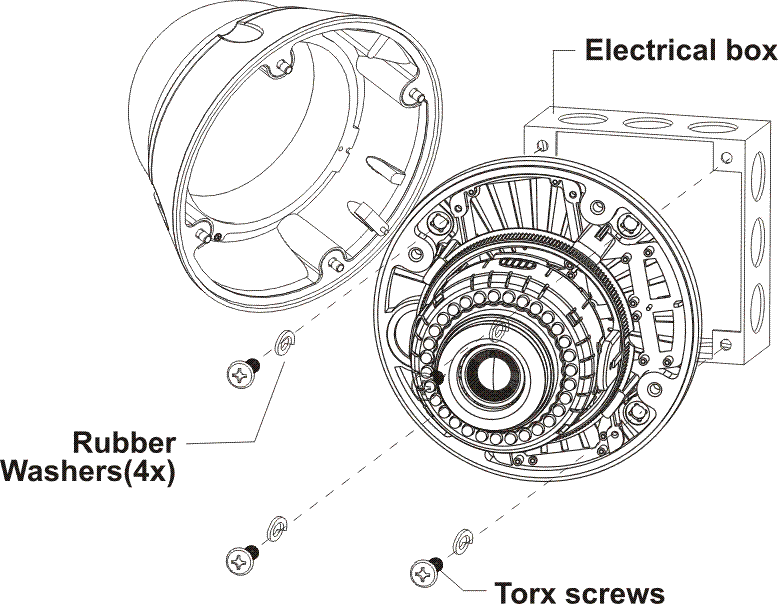 Electrical box
Rubber
Washers(4x)
Torx screws